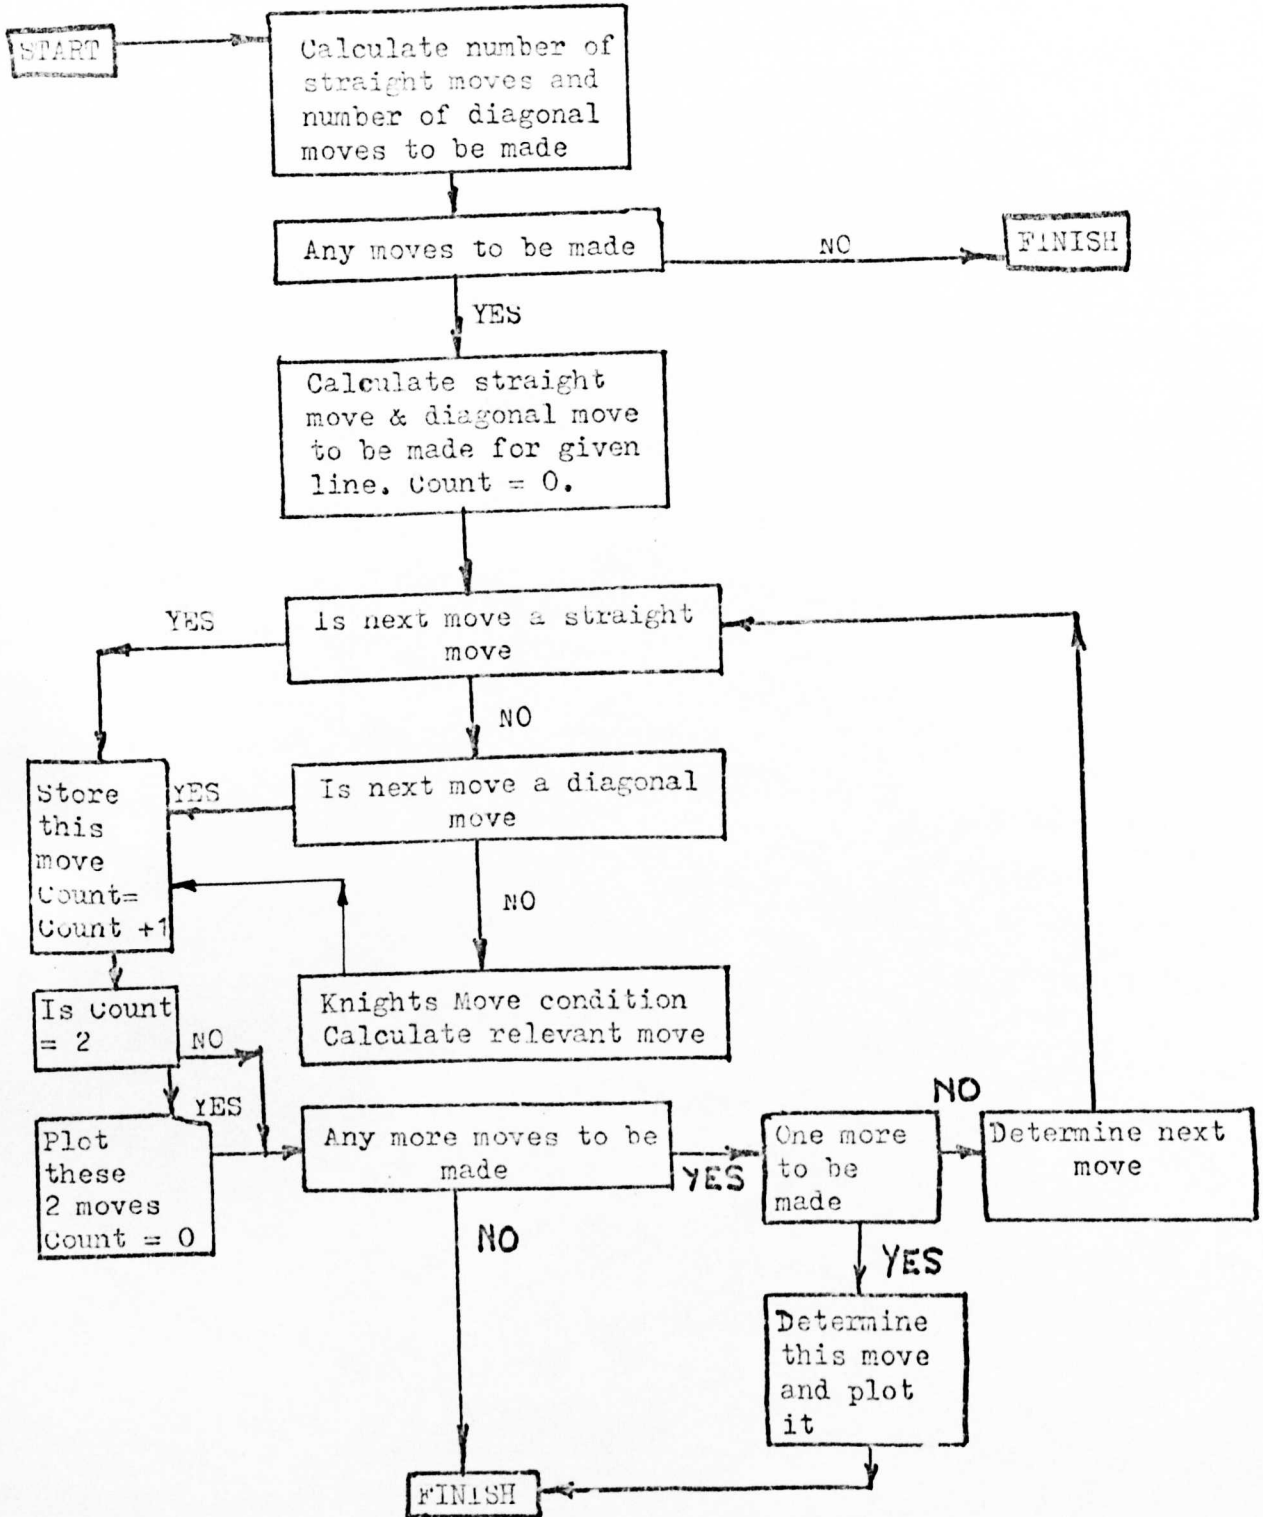 START
Calculate number of
straight moves and
number of diagonal
moves to be made
Any moves to be made
NO
FINISH
YES
Calculate straight
move & diagonal move
to be made for given
line. Count = 0.
YES
is next move a straight
move
NO
Store
this
move
Count=
Count +1
YES
Is next move a diagonal
move
NO
Is Count
= 2
NO
YES
Knights Move condition
Calculate relevant move
Plot
these
2 moves
Count = 0
Any more moves to be
made
YES
NO
One more
to be
made
NO
YES
Determine next
move
Determine
this move
and plot
it
FINISH